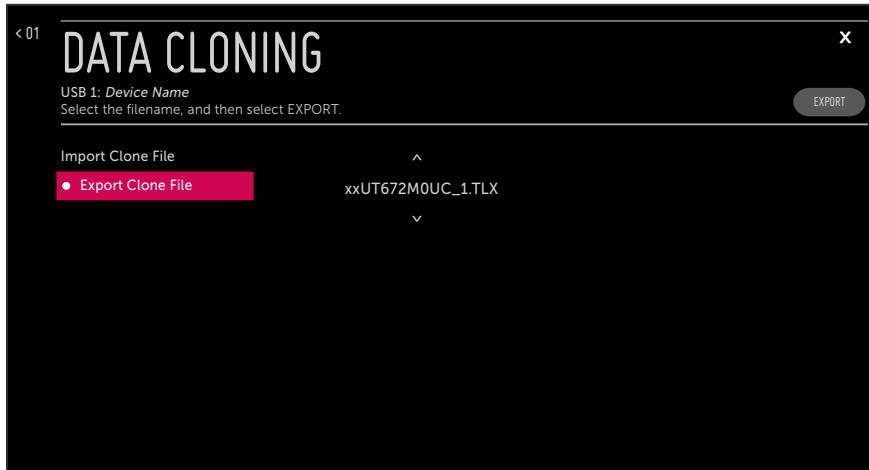 < 01
DATA CLONING
X
USB 1: Device Name
Select the filename, and then select EXPORT.
EXPORT
Import Clone File
Export Clone File
xxUT672M0UC_1.TLX